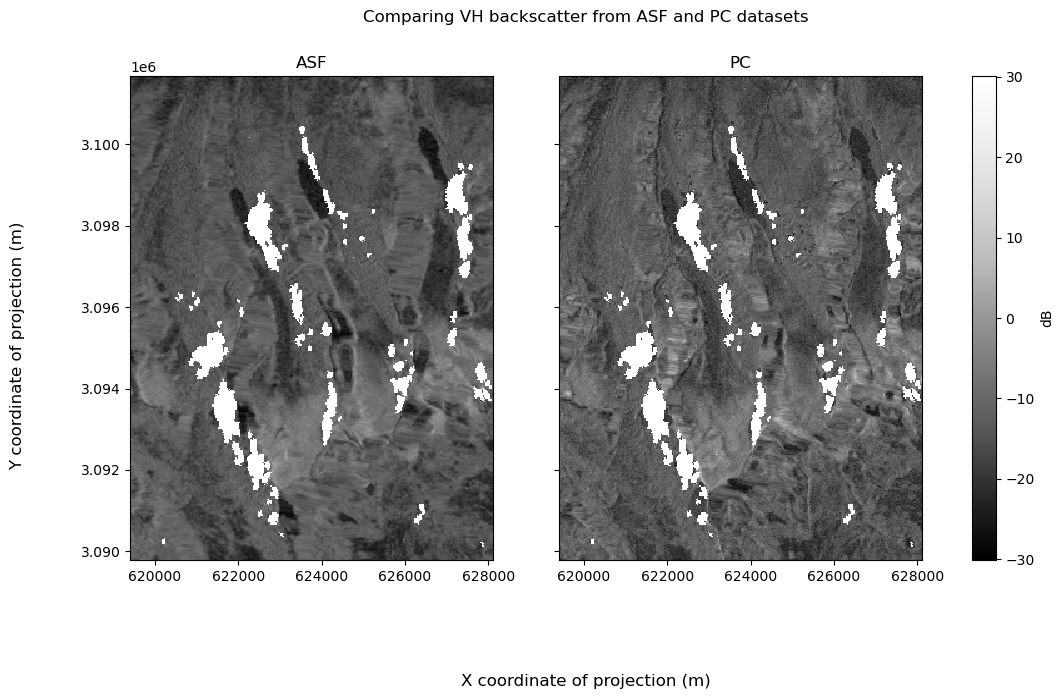 Comparing VH backscatter from ASF and PC datasets
ASF
PC
1e6
3.100
3.098
3.096
3.094
3.092
3.090
Y coordinate of projection (m)
620000 622000 624000 626000 628000
620000 622000 624000 626000 628000
30
20
10
0
−10
−20
−30
dB
X coordinate of projection (m)